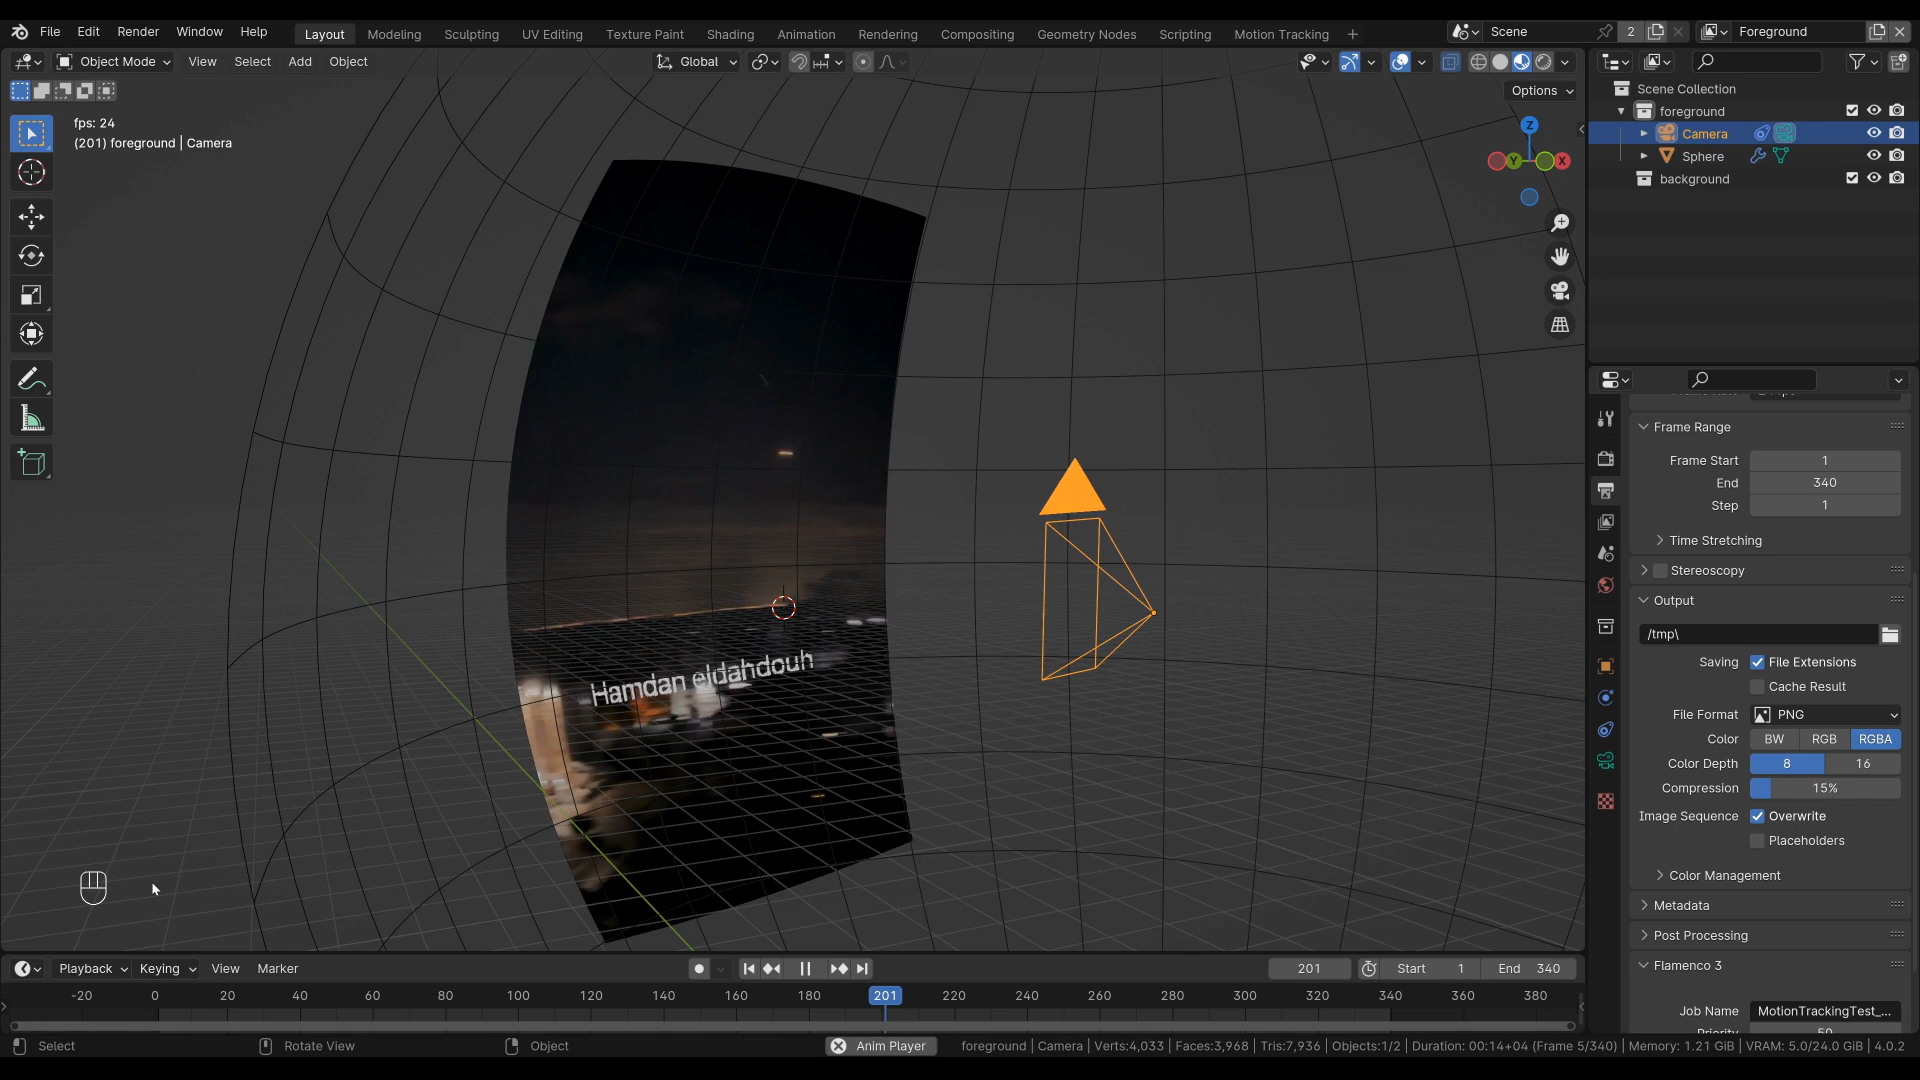 File Edit Render Window Help Layout Modeling Sculpting UV Editing Texture Paint Shading Animation Rendering Compositing Geometry Nodes Scripting Motion Tracking + Scene 2 Foreground
Object Mode View Select Add Object Global
Options
fps: 24
(201) foreground | Camera
Z
Y X
Hamdan eldahdouh
Scene Collection
foreground
Camera
Sphere
background
Frame Range
Frame Start 1
End 340
Step 1
Time Stretching
Stereoscopy
Output
/tmp\
Saving File Extensions
Cache Result
File Format PNG
Color BW RGB RGBA
Color Depth 8 16
Compression 15%
Image Sequence Overwrite
Placeholders
Color Management
Metadata
Post Processing
Flamenco 3
Job Name MotionTrackingTest_...
Priority 50
Playback Keying View Marker 201 Start 1 End 340
-20 0 20 40 60 80 100 120 140 160 180 201 220 240 260 280 300 320 340 360 380
Select Rotate View Object Anim Player foreground | Camera | Verts:4,033 | Faces:3,968 | Tris:7,936 | Objects:1/2 | Duration: 00:14+04 (Frame 5/340) | Memory: 1.21 GiB | VRAM: 5.0/24.0 GiB | 4.0.2